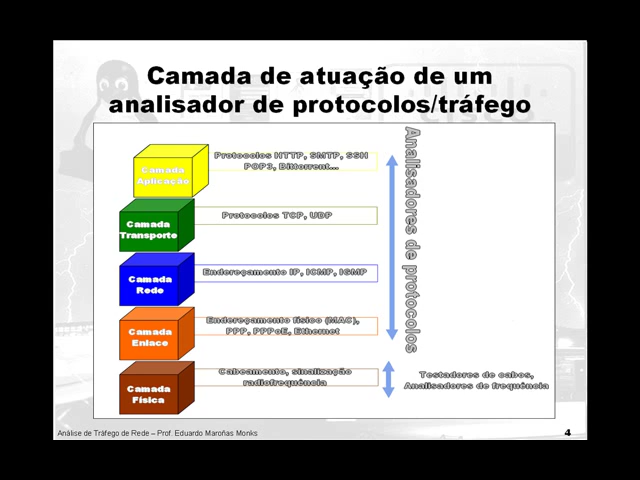 Camada de atuação de um
analisador de protocolos/tráfego
Camada
Aplicação
Protocolos HTTP, SMTP, SSH
POP3, Bittorrent...
Camada
Transporte
Protocolos TCP, UDP
Camada
Rede
Endereçamento IP, ICMP, IGMP
Camada
Enlace
Endereçamento físico (MAC),
PPP, PPPoE, Ethernet
Camada
Física
Cabeamento, sinalização
radiofrequência
Analisadores de protocolos
Testadores de cabos,
Analisadores de frequência
Análise de Tráfego de Rede – Prof. Eduardo Maroñas Monks
4